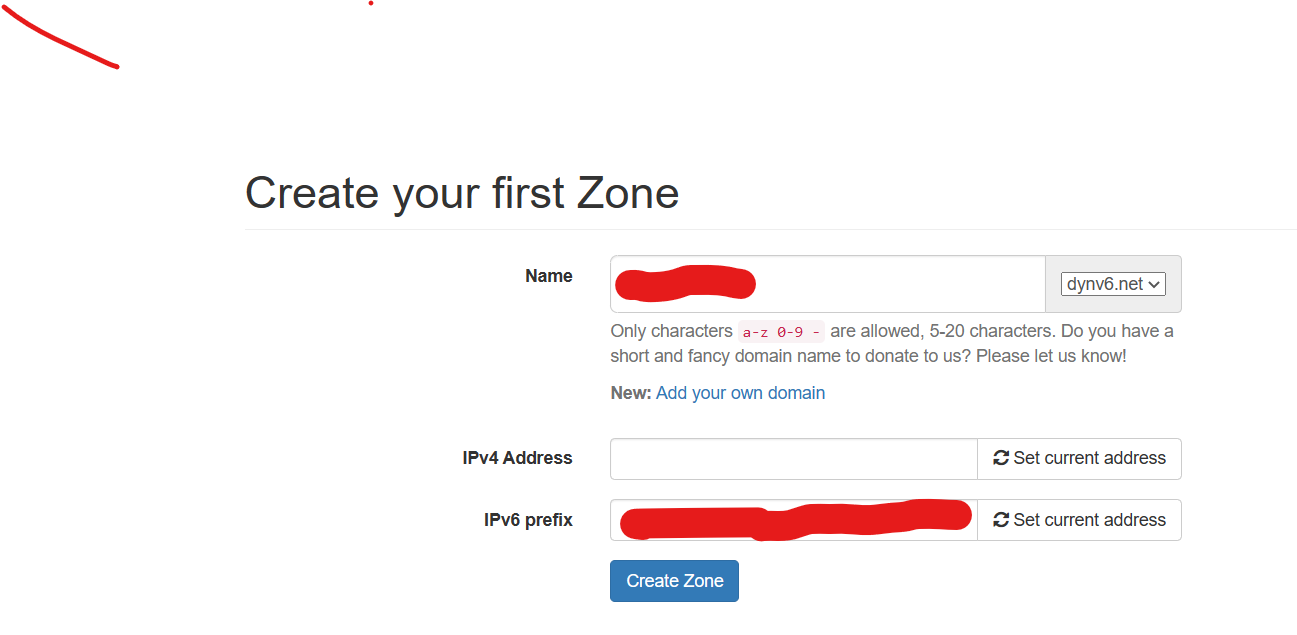 Create your first Zone
Name
dynv6.net
Only characters a-z 0-9 - are allowed, 5-20 characters. Do you have a
short and fancy domain name to donate to us? Please let us know!
New: Add your own domain
IPv4 Address
Set current address
IPv6 prefix
Set current address
Create Zone